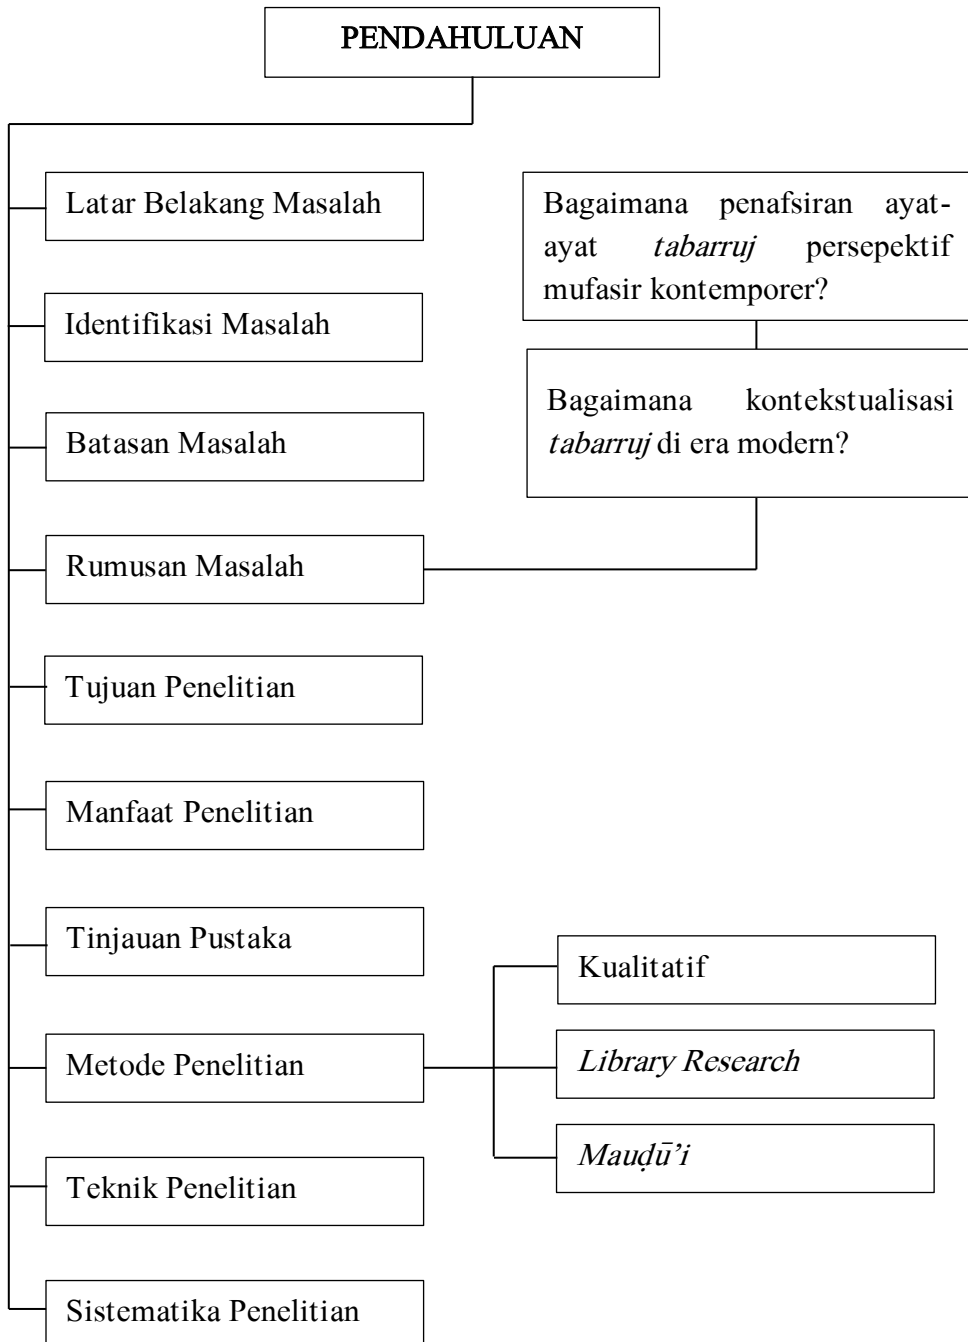 PENDAHULUAN
Latar Belakang Masalah
Identifikasi Masalah
Batasan Masalah
Rumusan Masalah
Bagaimana penafsiran ayat-
ayat tabarruj persepektif
mufasir kontemporer?
Bagaimana kontekstualisasi
tabarruj di era modern?
Tujuan Penelitian
Manfaat Penelitian
Tinjauan Pustaka
Metode Penelitian
Kualitatif
Library Research
Mauḍū’i
Teknik Penelitian
Sistematika Penelitian